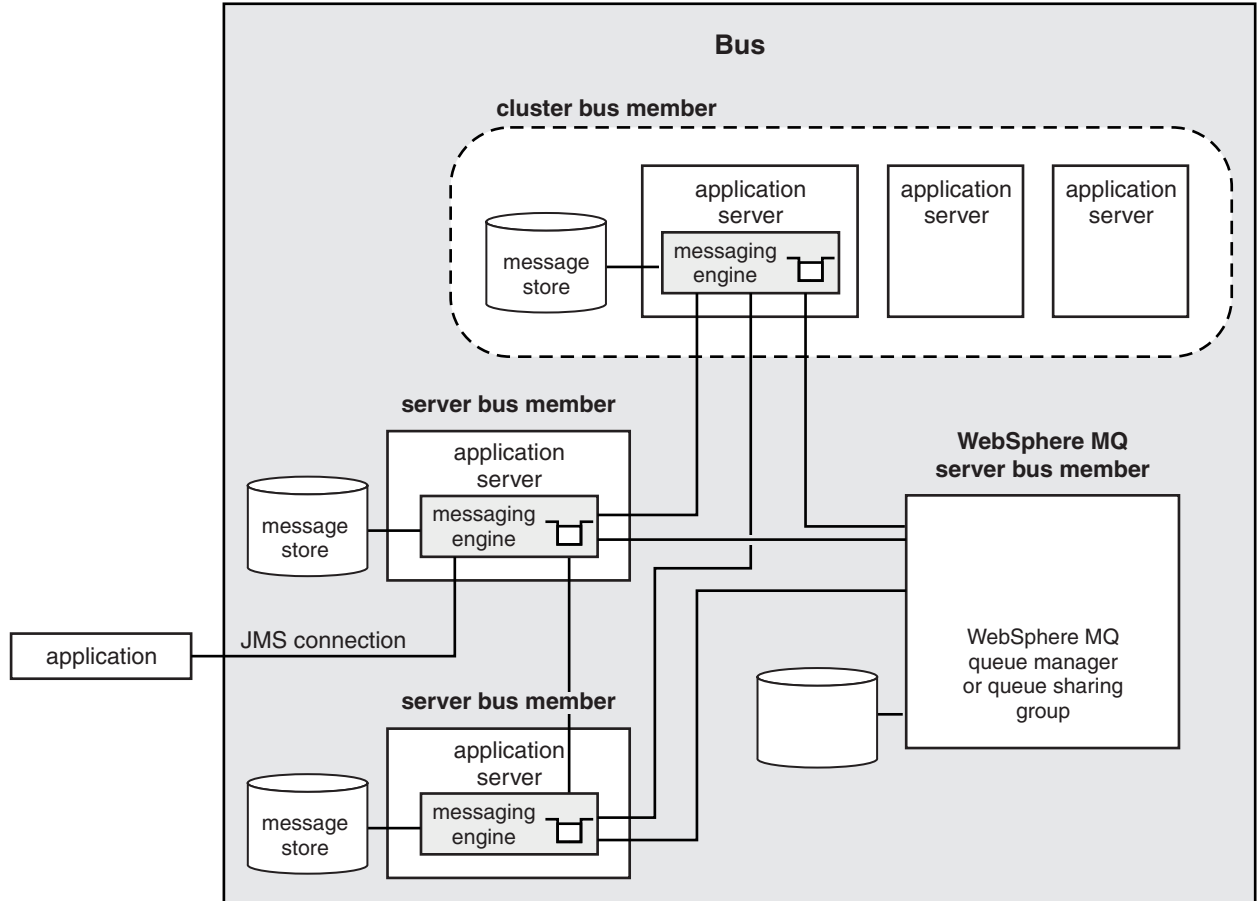 Bus
cluster bus member
application
server
application
server
application
server
messaging
engine
message
store
server bus member
application
server
messaging
engine
message
store
WebSphere MQ
server bus member
WebSphere MQ
queue manager
or queue sharing
group
JMS connection
application
server bus member
application
server
messaging
engine
message
store